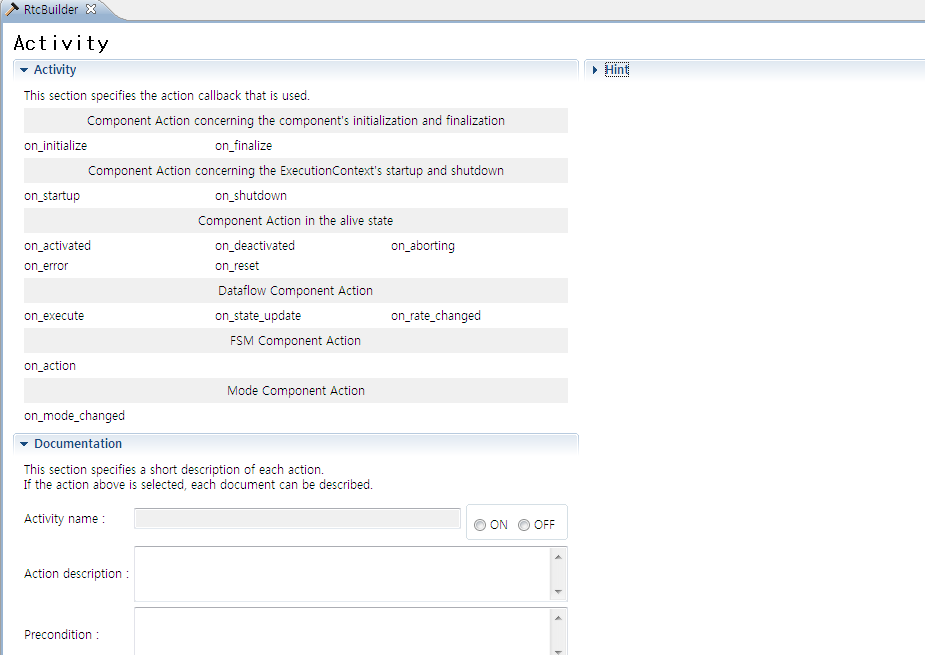 RtcBuilder
Activity
Activity
Hint
This section specifies the action callback that is used.
Component Action concerning the component's initialization and finalization
on_initialize on_finalize
Component Action concerning the ExecutionContext's startup and shutdown
on_startup on_shutdown
Component Action in the alive state
on_activated on_deactivated on_aborting
on_error on_reset
Dataflow Component Action
on_execute on_state_update on_rate_changed
FSM Component Action
on_action
Mode Component Action
on_mode_changed
Documentation
This section specifies a short description of each action.
If the action above is selected, each document can be described.
Activity name : ON OFF
Action description :
Precondition :